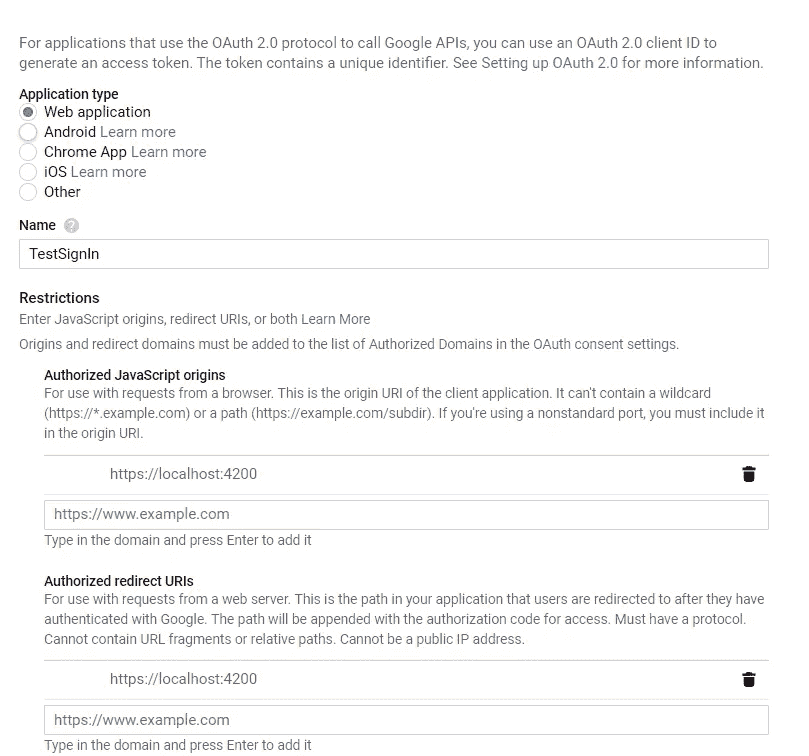 For applications that use the OAuth 2.0 protocol to call Google APIs, you can use an OAuth 2.0 client ID to
generate an access token. The token contains a unique identifier. See Setting up OAuth 2.0 for more information.
Application type
Web application
Android Learn more
Chrome App Learn more
iOS Learn more
Other
Name ?
TestSignIn
Restrictions
Enter JavaScript origins, redirect URIs, or both Learn More
Origins and redirect domains must be added to the list of Authorized Domains in the OAuth consent settings.
Authorized JavaScript origins
For use with requests from a browser. This is the origin URI of the client application. It can't contain a wildcard
(https://*.example.com) or a path (https://example.com/subdir). If you're using a nonstandard port, you must include it
in the origin URI.
https://localhost:4200
https://www.example.com
Type in the domain and press Enter to add it
Authorized redirect URIs
For use with requests from a web server. This is the path in your application that users are redirected to after they have
authenticated with Google. The path will be appended with the authorization code for access. Must have a protocol.
Cannot contain URL fragments or relative paths. Cannot be a public IP address.
https://localhost:4200
https://www.example.com
Type in the domain and press Enter to add it